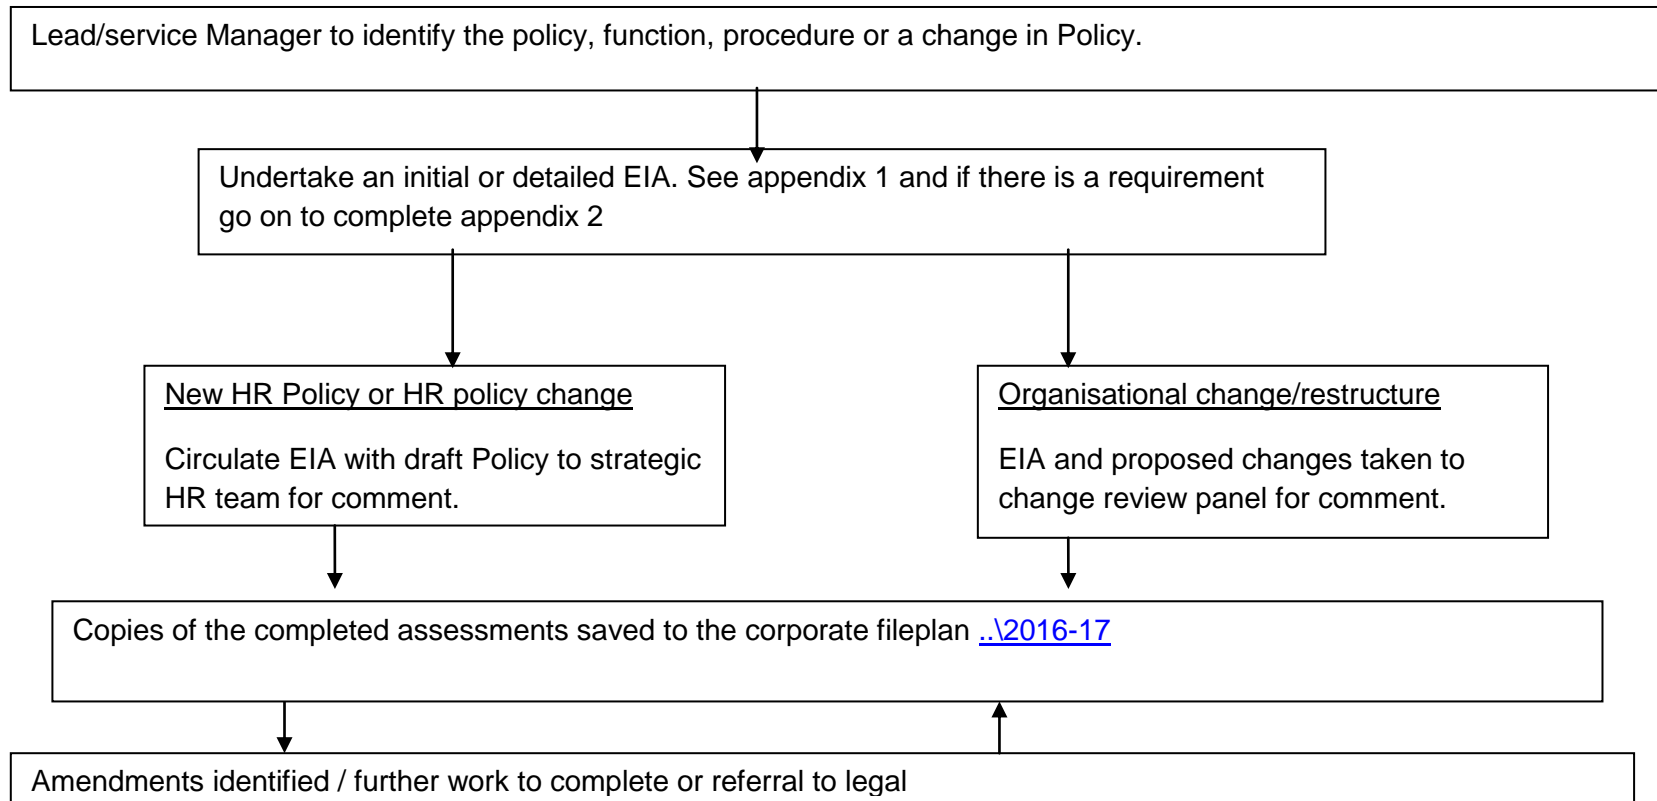 Lead/service Manager to identify the policy, function, procedure or a change in Policy.
Undertake an initial or detailed EIA. See appendix 1 and if there is a requirement
go on to complete appendix 2
New HR Policy or HR policy change
Circulate EIA with draft Policy to strategic
HR team for comment.
Organisational change/restructure
EIA and proposed changes taken to
change review panel for comment.
Copies of the completed assessments saved to the corporate fileplan ..\2016-17
Amendments identified / further work to complete or referral to legal